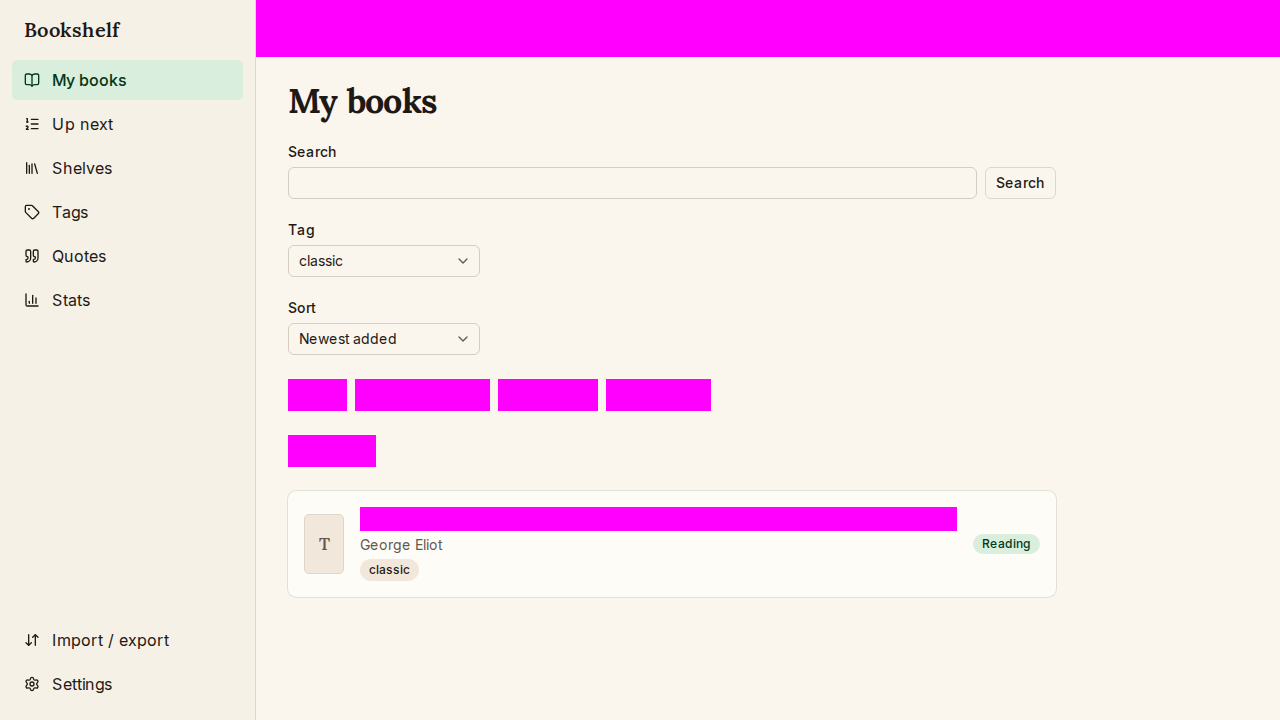 Bookshelf
My books
Up next
Shelves
Tags
Quotes
Stats
Import / export
Settings
My books
Search
Search
Tag
classic
Sort
Newest added
T
George Eliot
classic
Reading